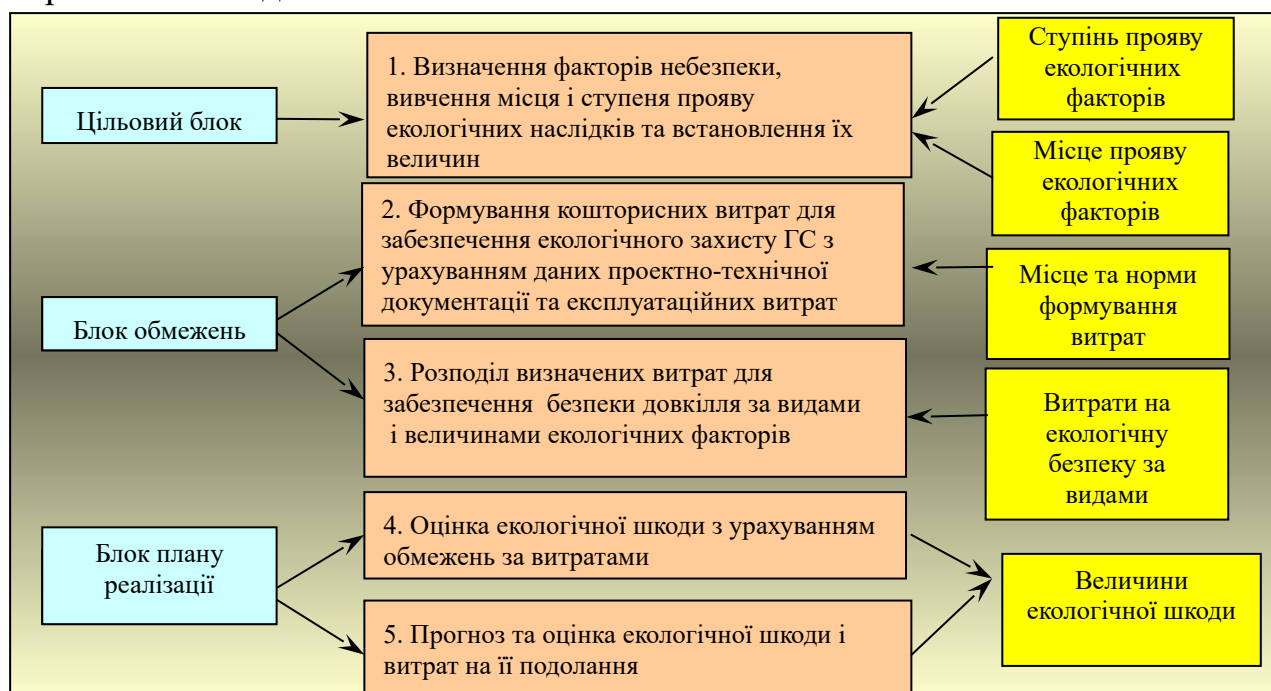 Цільовий блок
1. Визначення факторів небезпеки,
вивчення місця і ступеня прояву
екологічних наслідків та встановлення їх
величин
Ступінь прояву
екологічних
факторів
Місце прояву
екологічних
факторів
Блок обмежень
2. Формування кошторисних витрат для
забезпечення екологічного захисту ГС з
урахуванням даних проектно-технічної
документації та експлуатаційних витрат
Місце та норми
формування
витрат
3. Розподіл визначених витрат для
забезпечення безпеки довкілля за видами
і величинами екологічних факторів
Витрати на
екологічну
безпеку за
видами
Блок плану
реалізації
4. Оцінка екологічної шкоди з урахуванням
обмежень за витратами
5. Прогноз та оцінка екологічної шкоди і
витрат на її подолання
Величини
екологічної шкоди